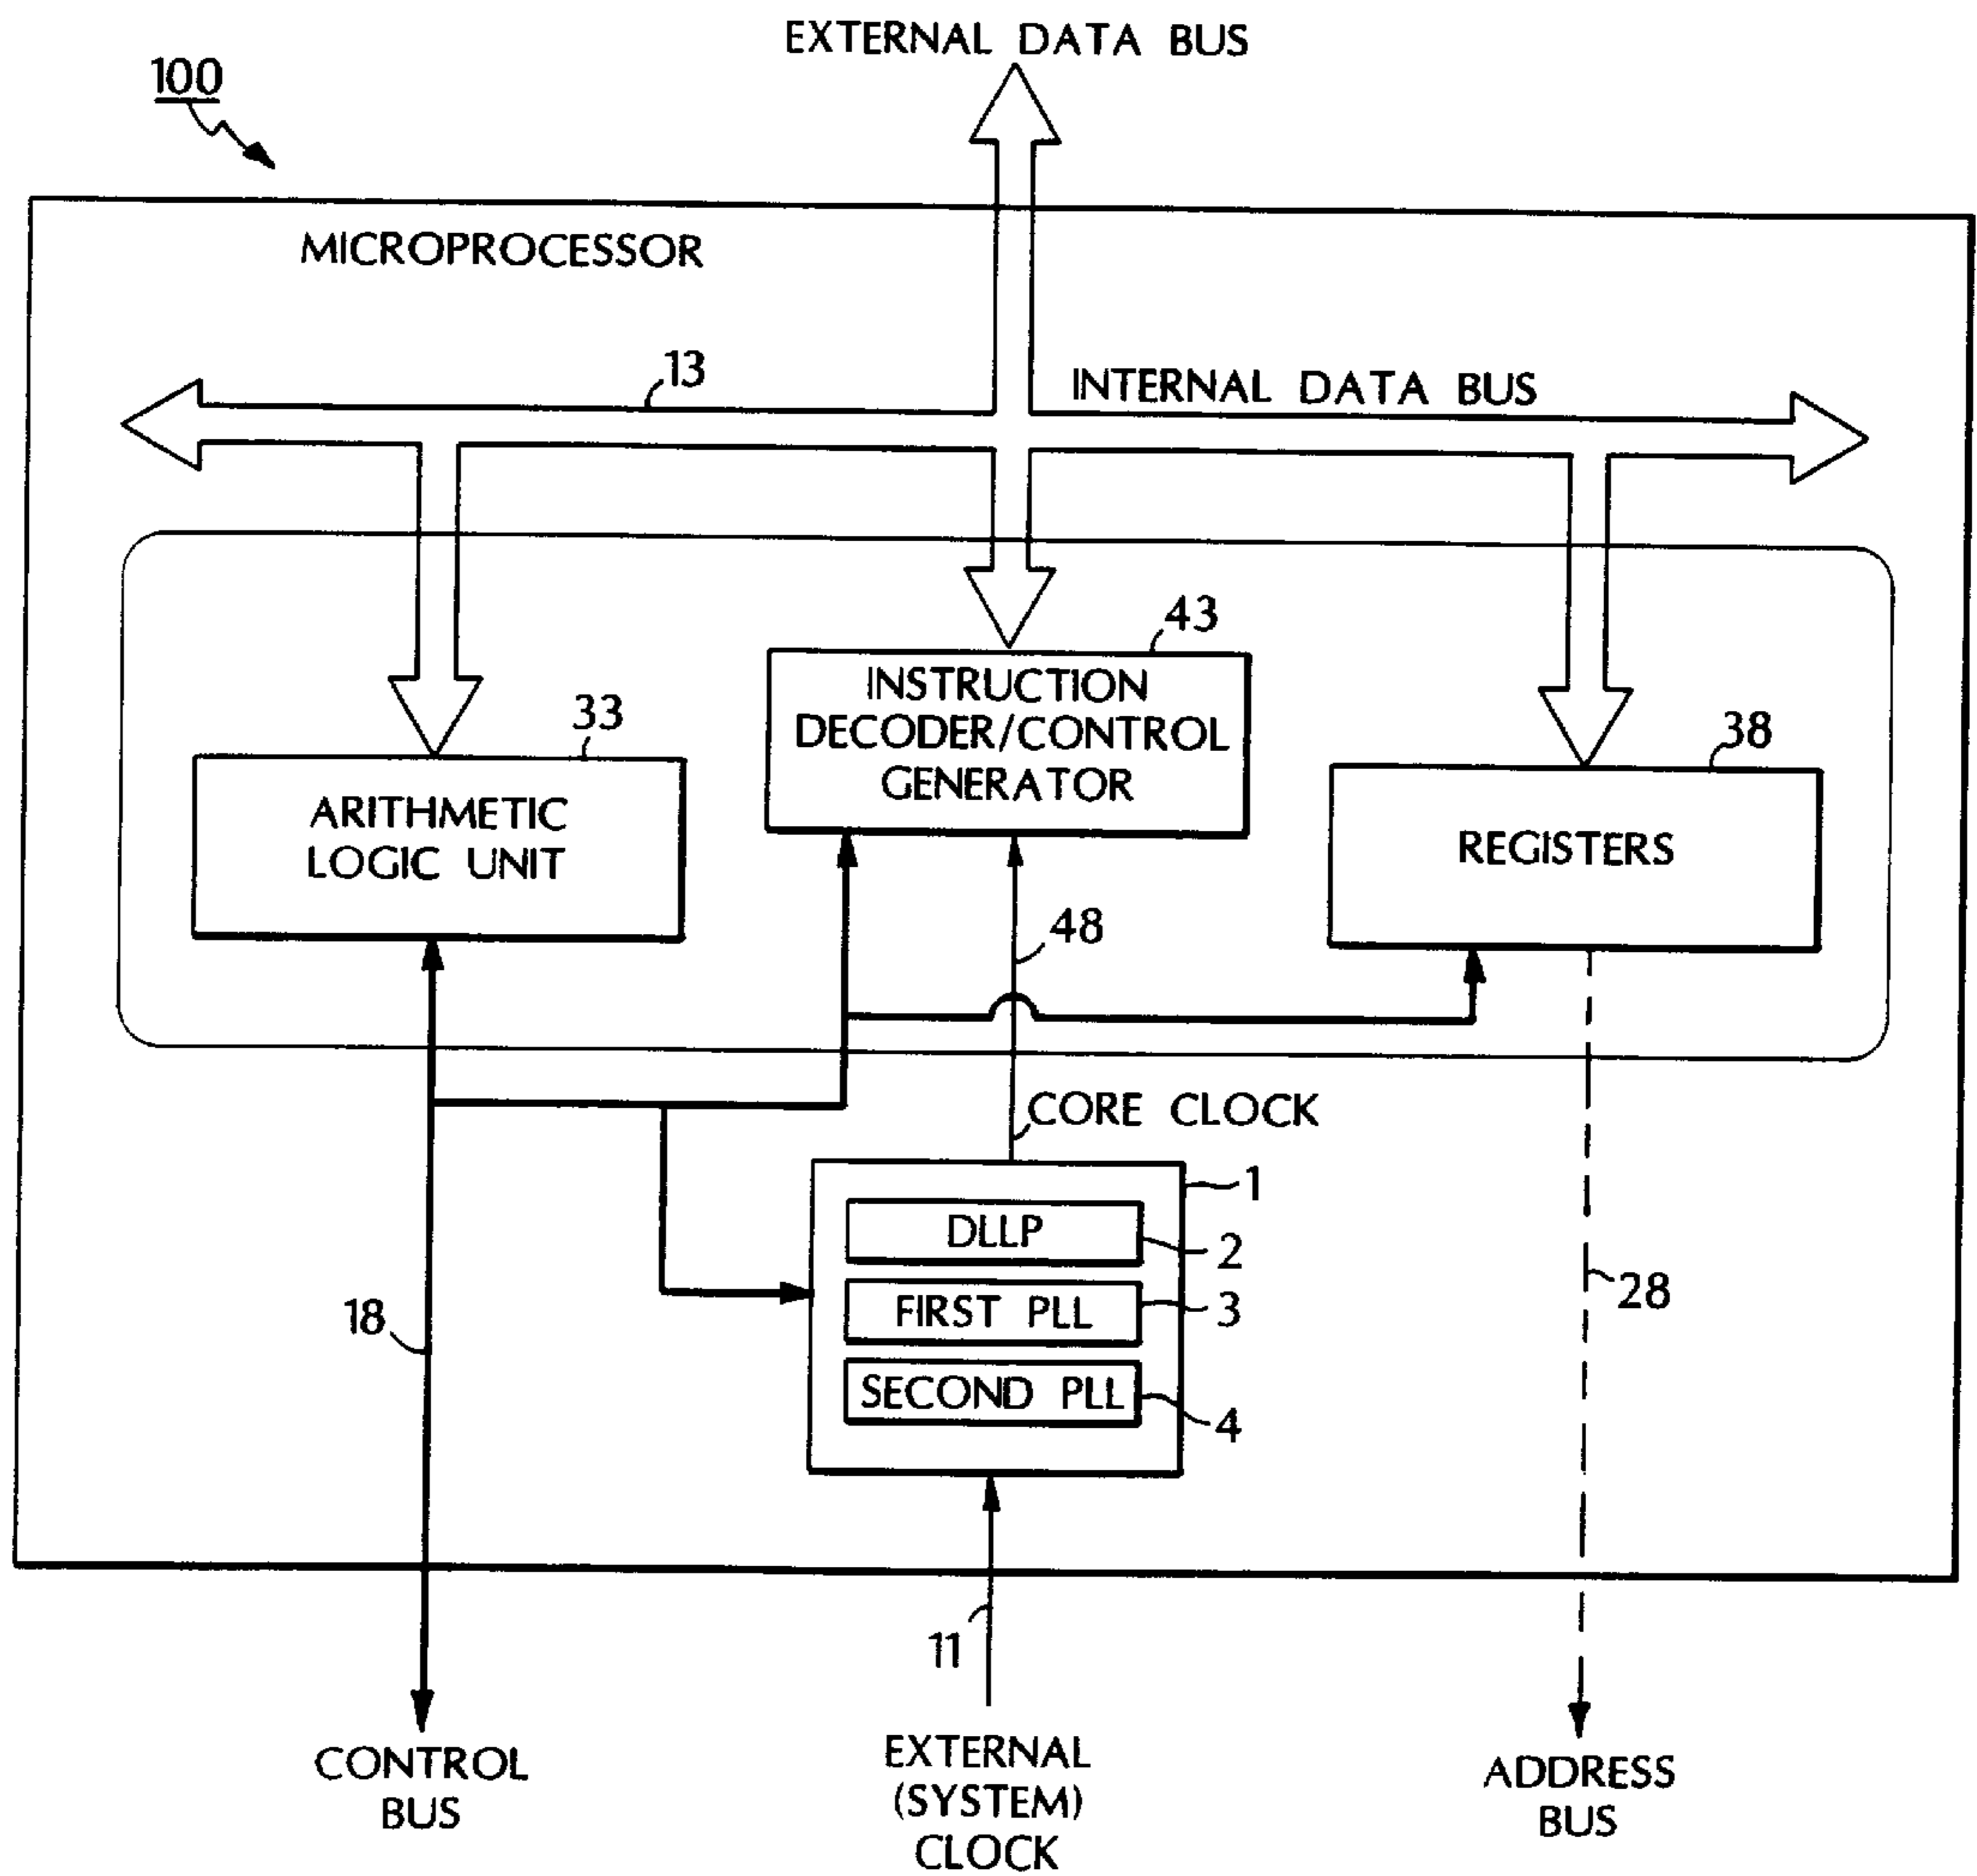 EXTERNAL DATA BUS
100
MICROPROCESSOR
13
INTERNAL DATA BUS
43
INSTRUCTION
DECODER/CONTROL
GENERATOR
33
ARITHMETIC
LOGIC UNIT
38
REGISTERS
48
CORE CLOCK
1
DLLP
2
FIRST PLL
3
SECOND PLL
4
18
28
11
CONTROL
BUS
EXTERNAL
(SYSTEM)
CLOCK
ADDRESS
BUS